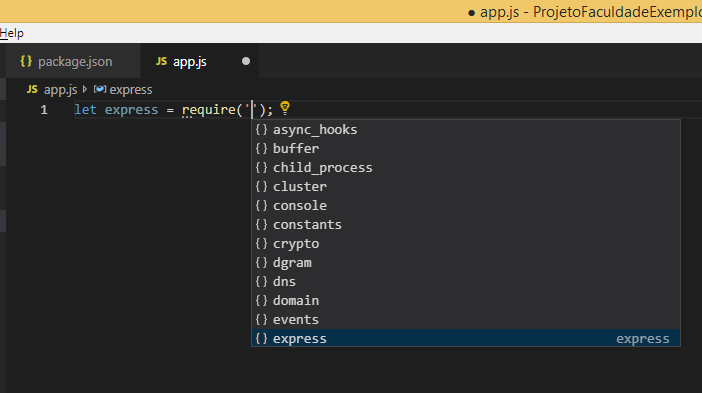 ● app.js - ProjetoFaculdadeExemplo
Help
{} package.json JS app.js ●
JS app.js > express
1 let express = require('');
{} async_hooks
{} buffer
{} child_process
{} cluster
{} console
{} constants
{} crypto
{} dgram
{} dns
{} domain
{} events
{} express express